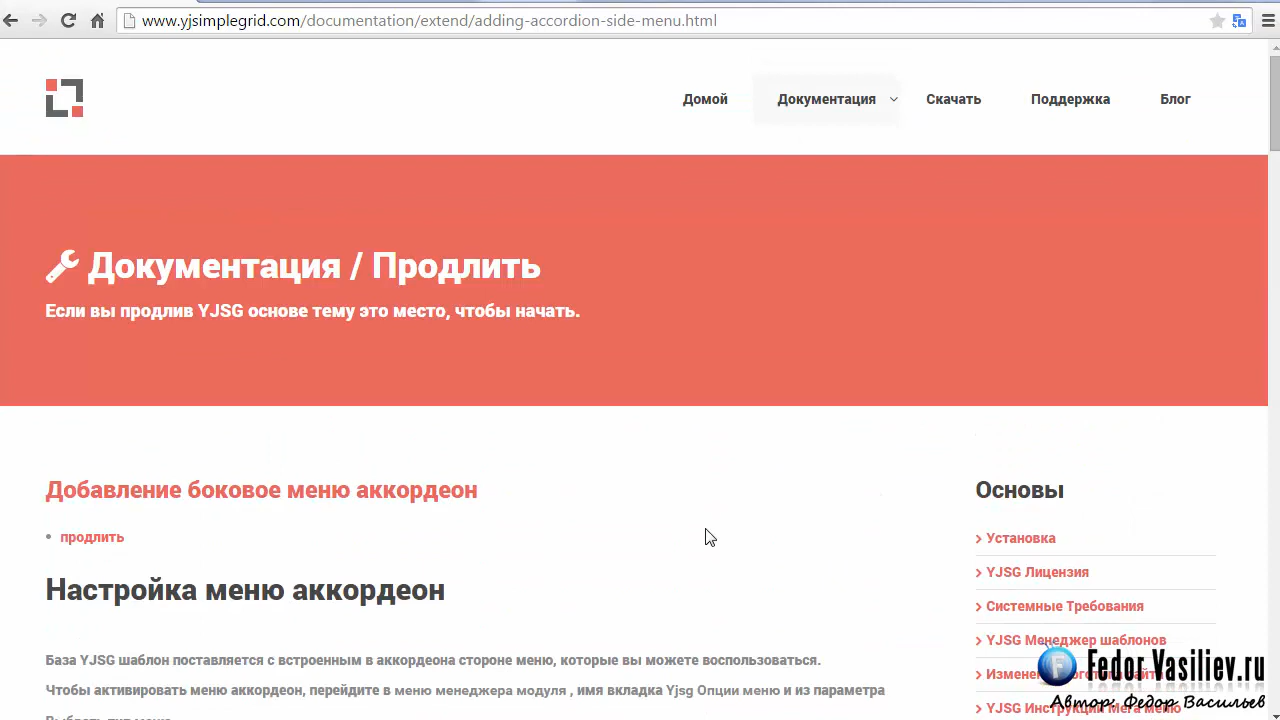 www.yjsimplegrid.com/documentation/extend/adding-accordion-side-menu.html
Домой Документация Скачать Поддержка Блог
Документация / Продлить
Если вы продлив YJSG основе тему это место, чтобы начать.
Добавление боковое меню аккордеон
продлить
Настройка меню аккордеон
База YJSG шаблон поставляется с встроенным в аккордеона стороне меню, которые вы можете воспользоваться.
Чтобы активировать меню аккордеон, перейдите в меню менеджера модуля , имя вкладка Yjsg Опции меню и из параметра
Основы
Установка
YJSG Лицензия
Системные Требования
YJSG Менеджер шаблонов
YJSG Инструкции Мега меню
Fedor Vasiliev.ru
Автор: Федор Васильев